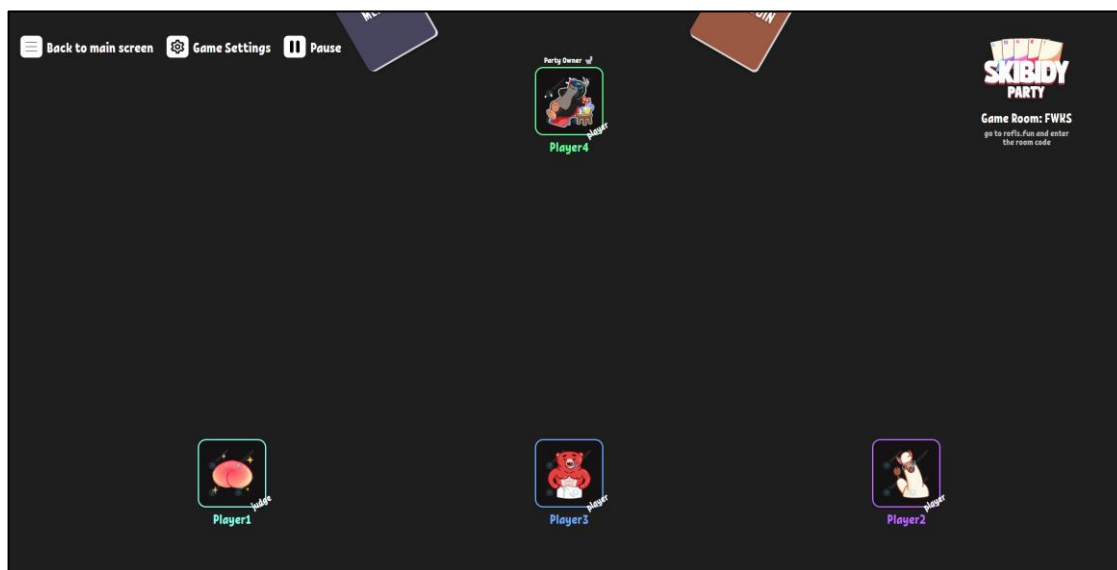 Back to main screen
Game Settings
Pause
Party Owner
player
Player4
SKIBIDY
PARTY
Game Room: FWKS
go to rofls.fun and enter
the room code
judge
Player1
player
Player3
player
Player2